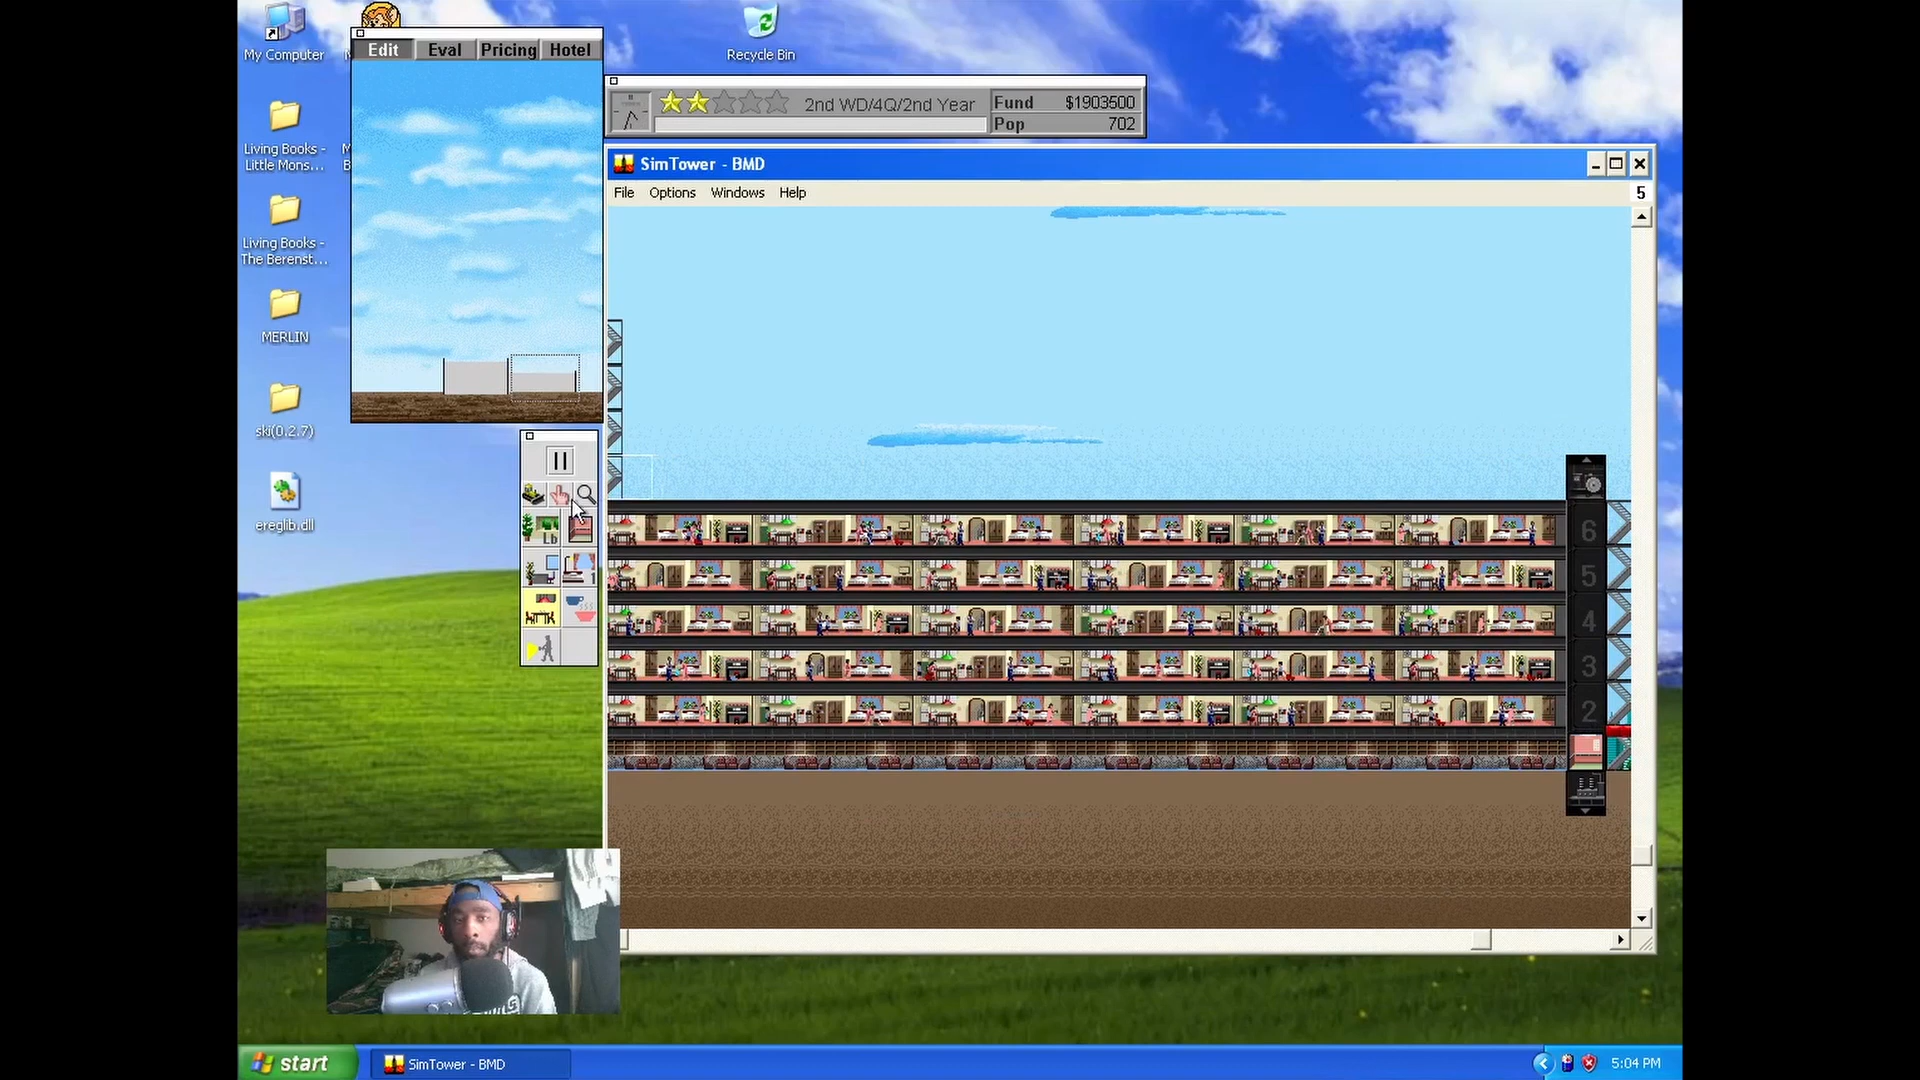 My Computer
Recycle Bin
Edit Eval Pricing Hotel
2nd WD/4Q/2nd Year
Fund $1903500
Pop 702
Living Books -
Little Mons...
M
B
SimTower - BMD
File Options Windows Help
5
Living Books -
The Berenst...
MERLIN
ski(0.2.7)
ereglib.dll
Lb
1
6
5
4
3
2
start
SimTower - BMD
5:04 PM